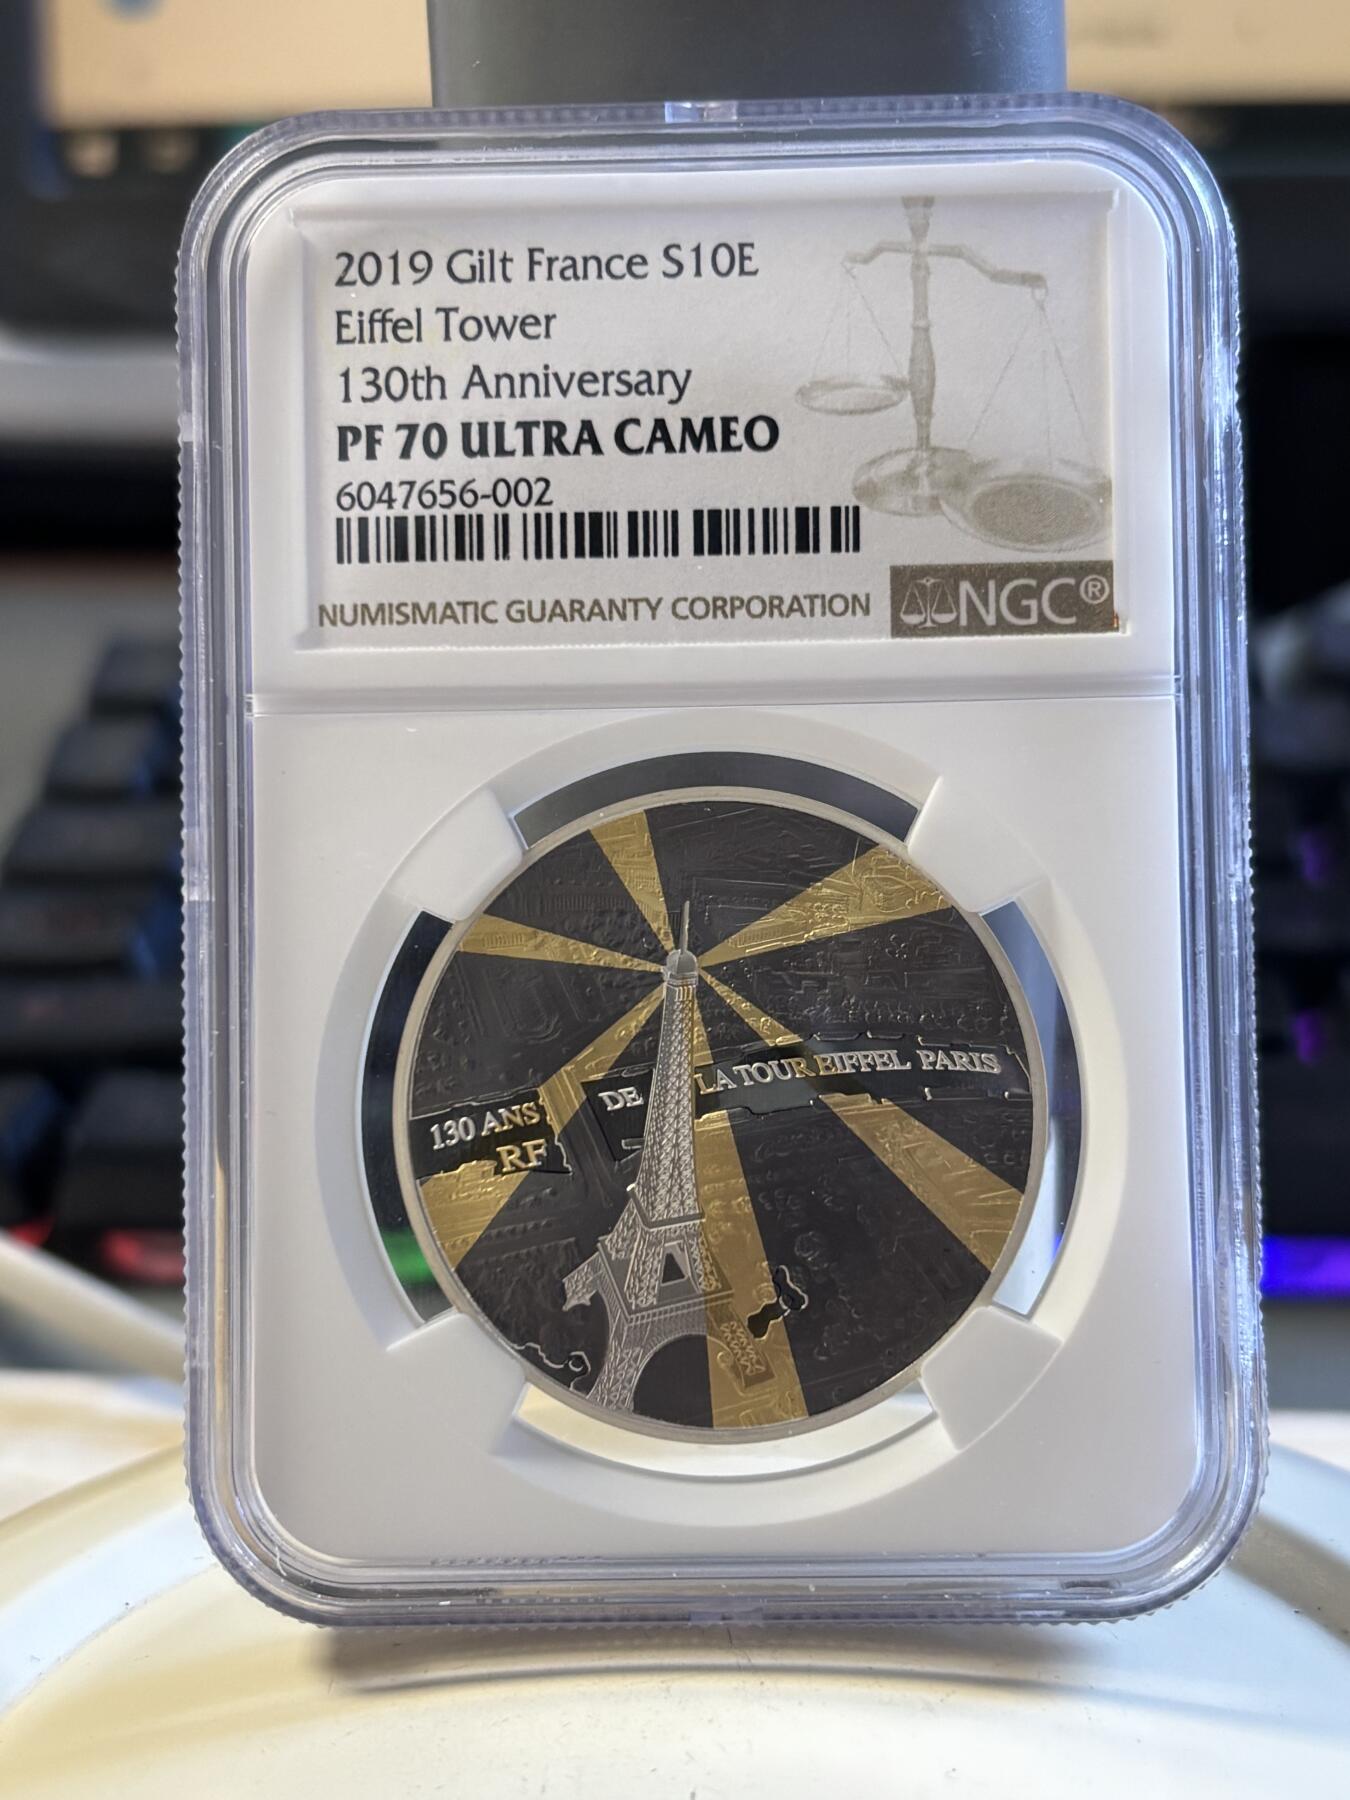 2019 Gilt France S10E
Eiffel Tower
130th Anniversary
PF 70 ULTRA CAMEO
6047656-002
NUMISMATIC GUARANTY CORPORATION NGC®
130 ANS DE LA TOUR EIFFEL PARIS
RF